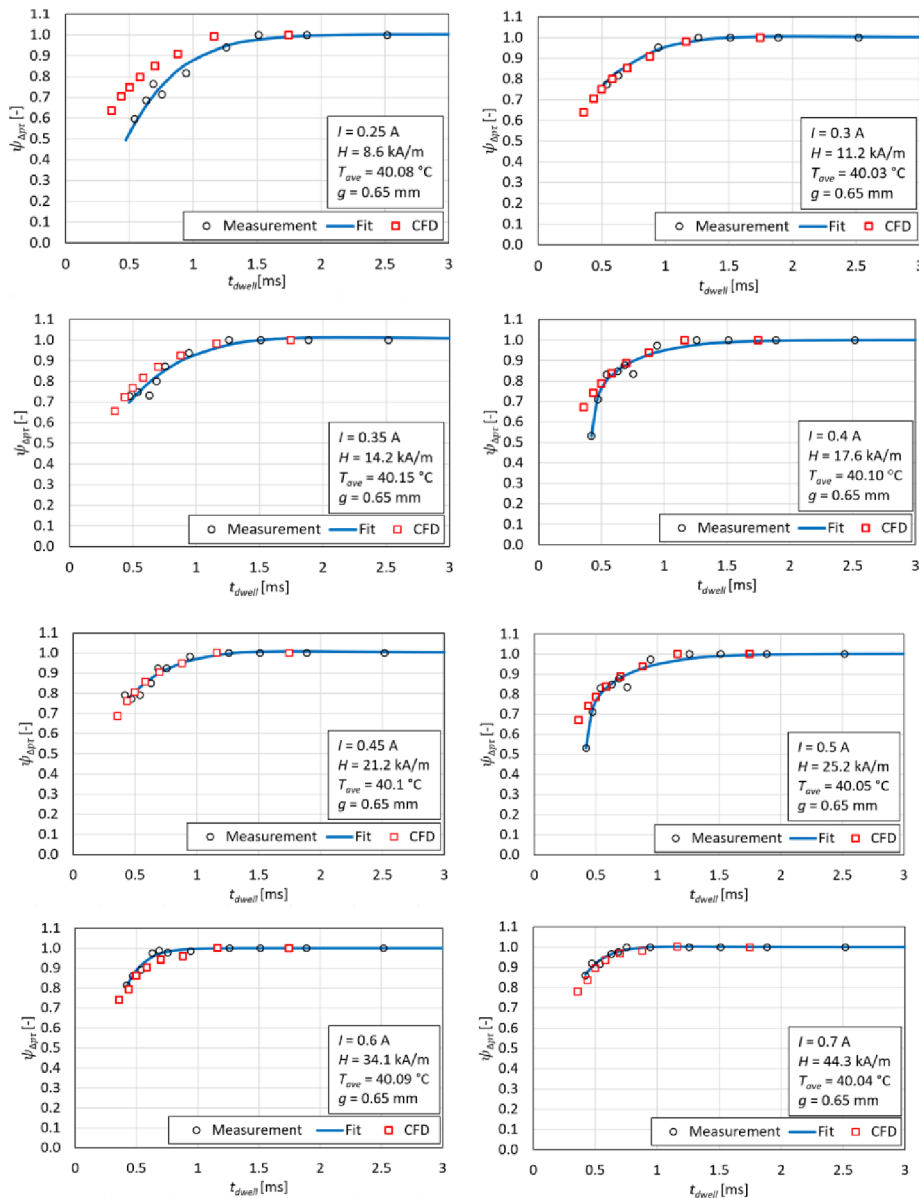 1.1
1.0
0.9
0.8
0.7
0.6
0.5
0.4
0.3
0.2
0.1
0.0
ψΔpτ [-]
I = 0.25 A
H = 8.6 kA/m
Tave = 40.08 °C
g = 0.65 mm
Measurement Fit CFD
0 0.5 1 1.5 2 2.5 3
tdwell[ms]
1.1
1.0
0.9
0.8
0.7
0.6
0.5
0.4
0.3
0.2
0.1
0.0
ψΔpτ [-]
I = 0.3 A
H = 11.2 kA/m
Tave = 40.03 °C
g = 0.65 mm
Measurement Fit CFD
0 0.5 1 1.5 2 2.5 3
tdwell[ms]
1.1
1.0
0.9
0.8
0.7
0.6
0.5
0.4
0.3
0.2
0.1
0.0
ψΔpτ [-]
I = 0.35 A
H = 14.2 kA/m
Tave = 40.15 °C
g = 0.65 mm
Measurement Fit CFD
0 0.5 1 1.5 2 2.5 3
tdwell[ms]
1.1
1.0
0.9
0.8
0.7
0.6
0.5
0.4
0.3
0.2
0.1
0.0
ψΔpτ [-]
I = 0.4 A
H = 17.6 kA/m
Tave = 40.10 °C
g = 0.65 mm
Measurement Fit CFD
0 0.5 1 1.5 2 2.5 3
tdwell[ms]
1.1
1.0
0.9
0.8
0.7
0.6
0.5
0.4
0.3
0.2
0.1
0.0
ψΔpτ [-]
I = 0.45 A
H = 21.2 kA/m
Tave = 40.1 °C
g = 0.65 mm
Measurement Fit CFD
0 0.5 1 1.5 2 2.5 3
tdwell[ms]
1.1
1.0
0.9
0.8
0.7
0.6
0.5
0.4
0.3
0.2
0.1
0.0
ψΔpτ [-]
I = 0.5 A
H = 25.2 kA/m
Tave = 40.05 °C
g = 0.65 mm
Measurement Fit CFD
0 0.5 1 1.5 2 2.5 3
tdwell[ms]
1.1
1.0
0.9
0.8
0.7
0.6
0.5
0.4
0.3
0.2
0.1
0.0
ψΔpτ [-]
I = 0.6 A
H = 34.1 kA/m
Tave = 40.09 °C
g = 0.65 mm
Measurement Fit CFD
0 0.5 1 1.5 2 2.5 3
tdwell[ms]
1.1
1.0
0.9
0.8
0.7
0.6
0.5
0.4
0.3
0.2
0.1
0.0
ψΔpτ [-]
I = 0.7 A
H = 44.3 kA/m
Tave = 40.04 °C
g = 0.65 mm
Measurement Fit CFD
0 0.5 1 1.5 2 2.5 3
tdwell[ms]